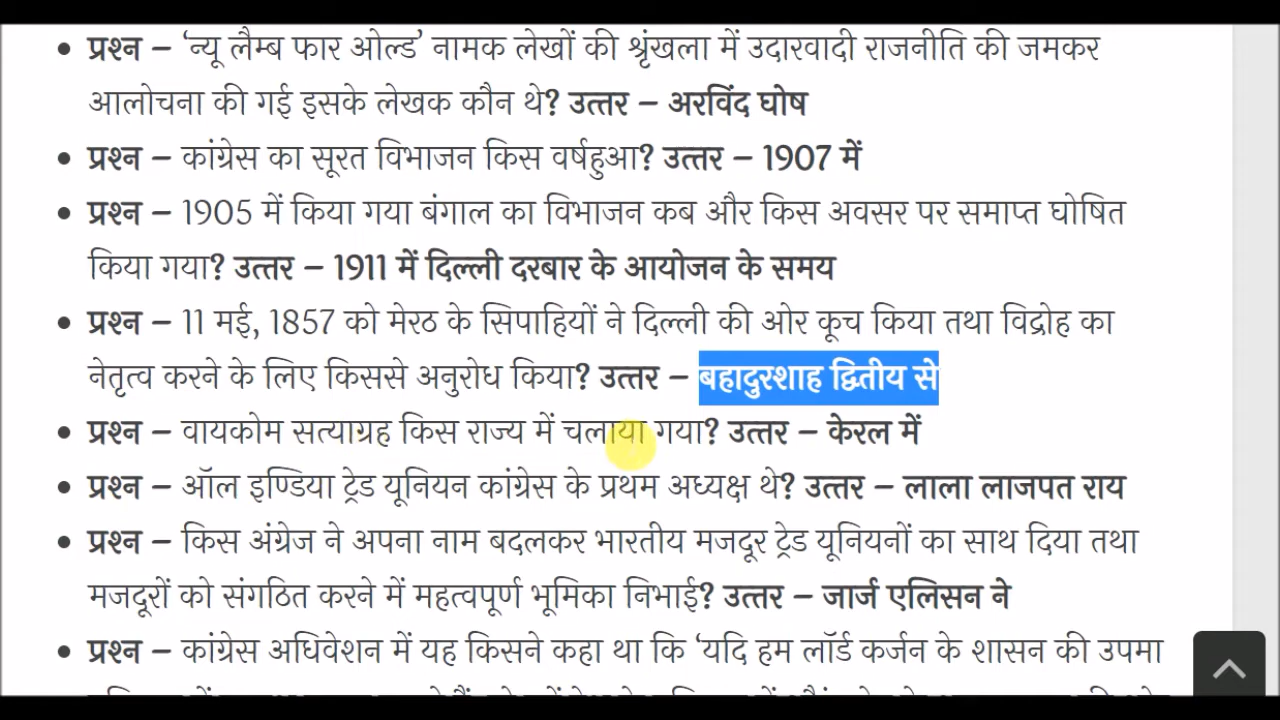 • प्रश्न – ‘न्यू लैम्ब फार ओल्ड’ नामक लेखों की श्रृंखला में उदारवादी राजनीति की जमकर
आलोचना की गई इसके लेखक कौन थे? उत्तर – अरविंद घोष
• प्रश्न – कांग्रेस का सूरत विभाजन किस वर्षहुआ? उत्तर – 1907 में
• प्रश्न – 1905 में किया गया बंगाल का विभाजन कब और किस अवसर पर समाप्त घोषित
किया गया? उत्तर – 1911 में दिल्ली दरबार के आयोजन के समय
• प्रश्न – 11 मई, 1857 को मेरठ के सिपाहियों ने दिल्ली की ओर कूच किया तथा विद्रोह का
नेतृत्व करने के लिए किससे अनुरोध किया? उत्तर – बहादुरशाह द्वितीय से
• प्रश्न – वायकोम सत्याग्रह किस राज्य में चलाया गया? उत्तर – केरल में
• प्रश्न – ऑल इण्डिया ट्रेड यूनियन कांग्रेस के प्रथम अध्यक्ष थे? उत्तर – लाला लाजपत राय
• प्रश्न – किस अंग्रेज ने अपना नाम बदलकर भारतीय मजदूर ट्रेड यूनियनों का साथ दिया तथा
मजदूरों को संगठित करने में महत्वपूर्ण भूमिका निभाई? उत्तर – जार्ज एलिसन ने
• प्रश्न – कांग्रेस अधिवेशन में यह किसने कहा था कि ‘यदि हम लॉर्ड कर्जन के शासन की उपमा